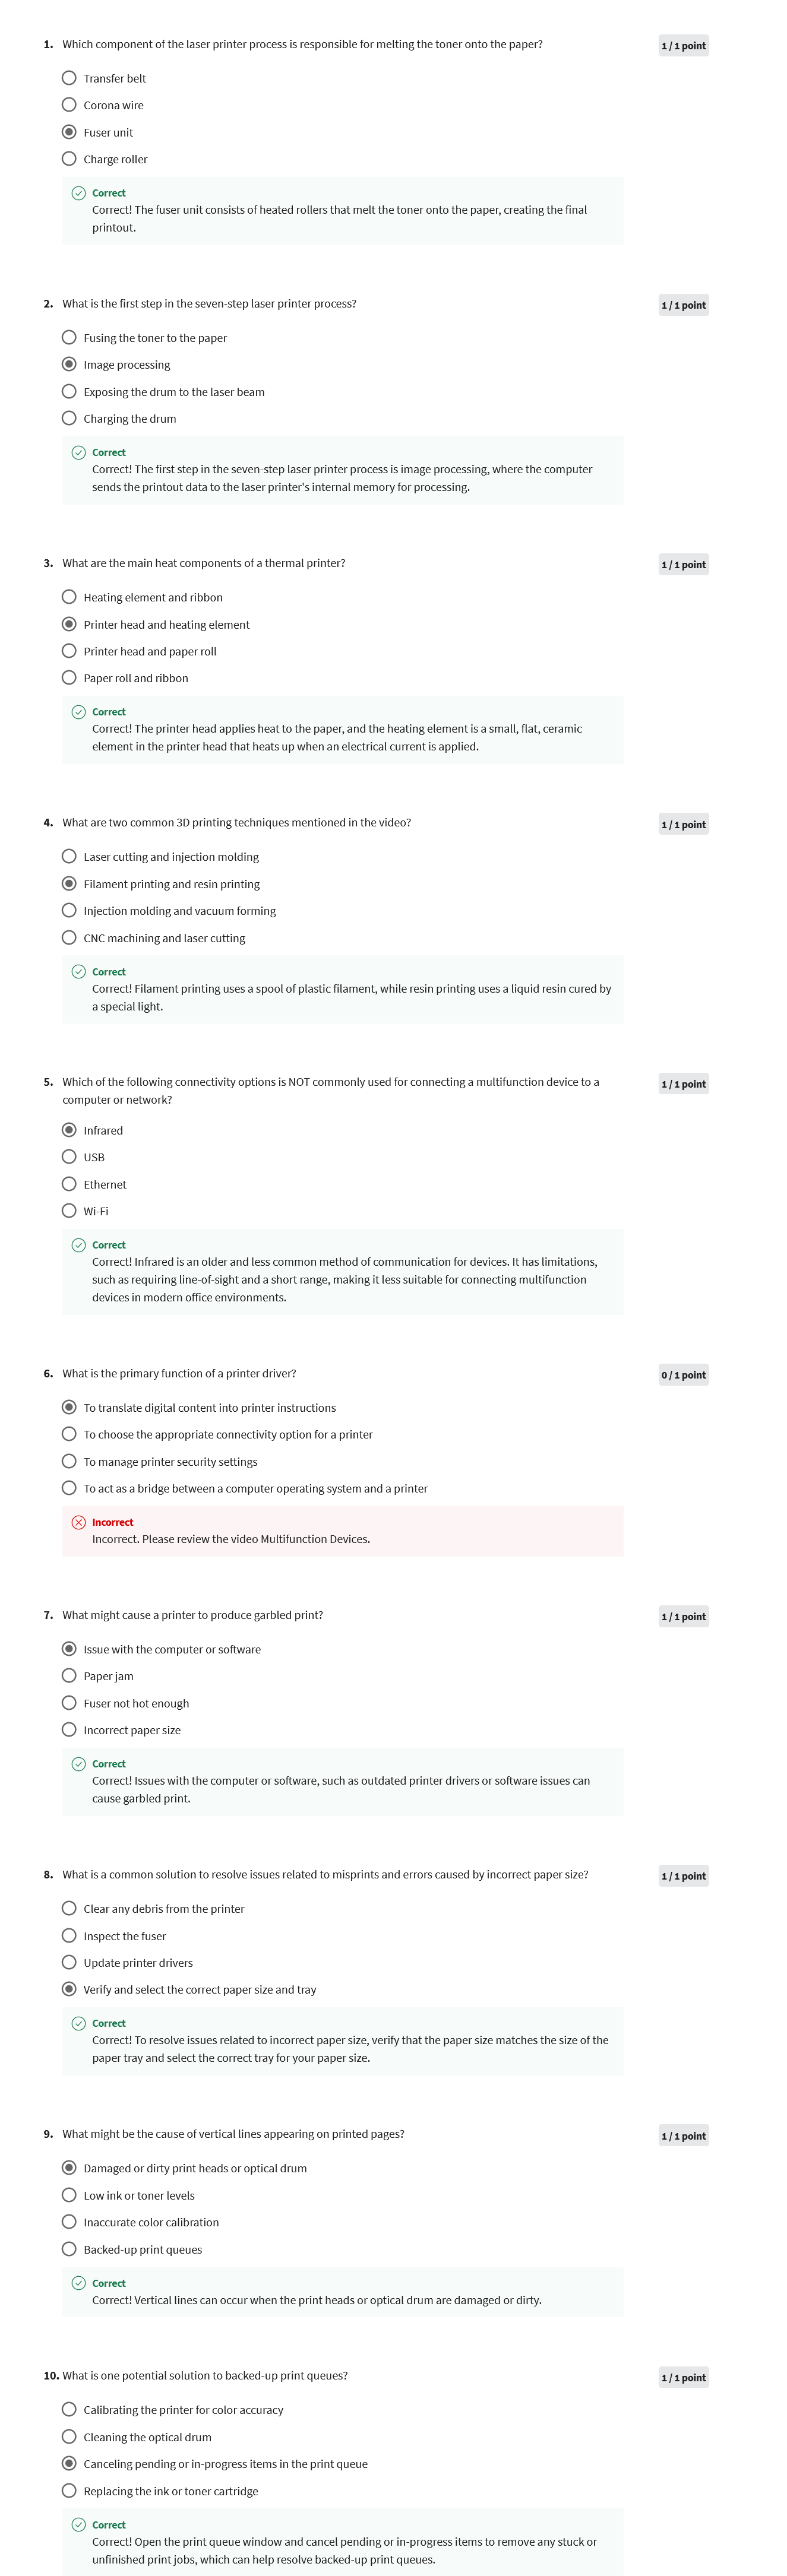 1. Which component of the laser printer process is responsible for melting the toner onto the paper?
1 / 1 point
Transfer belt
Corona wire
Fuser unit
Charge roller
Correct
Correct! The fuser unit consists of heated rollers that melt the toner onto the paper, creating the final
printout.
2. What is the first step in the seven-step laser printer process?
1 / 1 point
Fusing the toner to the paper
Image processing
Exposing the drum to the laser beam
Charging the drum
Correct
Correct! The first step in the seven-step laser printer process is image processing, where the computer
sends the printout data to the laser printer's internal memory for processing.
3. What are the main heat components of a thermal printer?
1 / 1 point
Heating element and ribbon
Printer head and heating element
Printer head and paper roll
Paper roll and ribbon
Correct
Correct! The printer head applies heat to the paper, and the heating element is a small, flat, ceramic
element in the printer head that heats up when an electrical current is applied.
4. What are two common 3D printing techniques mentioned in the video?
1 / 1 point
Laser cutting and injection molding
Filament printing and resin printing
Injection molding and vacuum forming
CNC machining and laser cutting
Correct
Correct! Filament printing uses a spool of plastic filament, while resin printing uses a liquid resin cured by
a special light.
5. Which of the following connectivity options is NOT commonly used for connecting a multifunction device to a
computer or network?
1 / 1 point
Infrared
USB
Ethernet
Wi-Fi
Correct
Correct! Infrared is an older and less common method of communication for devices. It has limitations,
such as requiring line-of-sight and a short range, making it less suitable for connecting multifunction
devices in modern office environments.
6. What is the primary function of a printer driver?
0 / 1 point
To translate digital content into printer instructions
To choose the appropriate connectivity option for a printer
To manage printer security settings
To act as a bridge between a computer operating system and a printer
Incorrect
Incorrect. Please review the video Multifunction Devices.
7. What might cause a printer to produce garbled print?
1 / 1 point
Issue with the computer or software
Paper jam
Fuser not hot enough
Incorrect paper size
Correct
Correct! Issues with the computer or software, such as outdated printer drivers or software issues can
cause garbled print.
8. What is a common solution to resolve issues related to misprints and errors caused by incorrect paper size?
1 / 1 point
Clear any debris from the printer
Inspect the fuser
Update printer drivers
Verify and select the correct paper size and tray
Correct
Correct! To resolve issues related to incorrect paper size, verify that the paper size matches the size of the
paper tray and select the correct tray for your paper size.
9. What might be the cause of vertical lines appearing on printed pages?
1 / 1 point
Damaged or dirty print heads or optical drum
Low ink or toner levels
Inaccurate color calibration
Backed-up print queues
Correct
Correct! Vertical lines can occur when the print heads or optical drum are damaged or dirty.
10. What is one potential solution to backed-up print queues?
1 / 1 point
Calibrating the printer for color accuracy
Cleaning the optical drum
Canceling pending or in-progress items in the print queue
Replacing the ink or toner cartridge
Correct
Correct! Open the print queue window and cancel pending or in-progress items to remove any stuck or
unfinished print jobs, which can help resolve backed-up print queues.